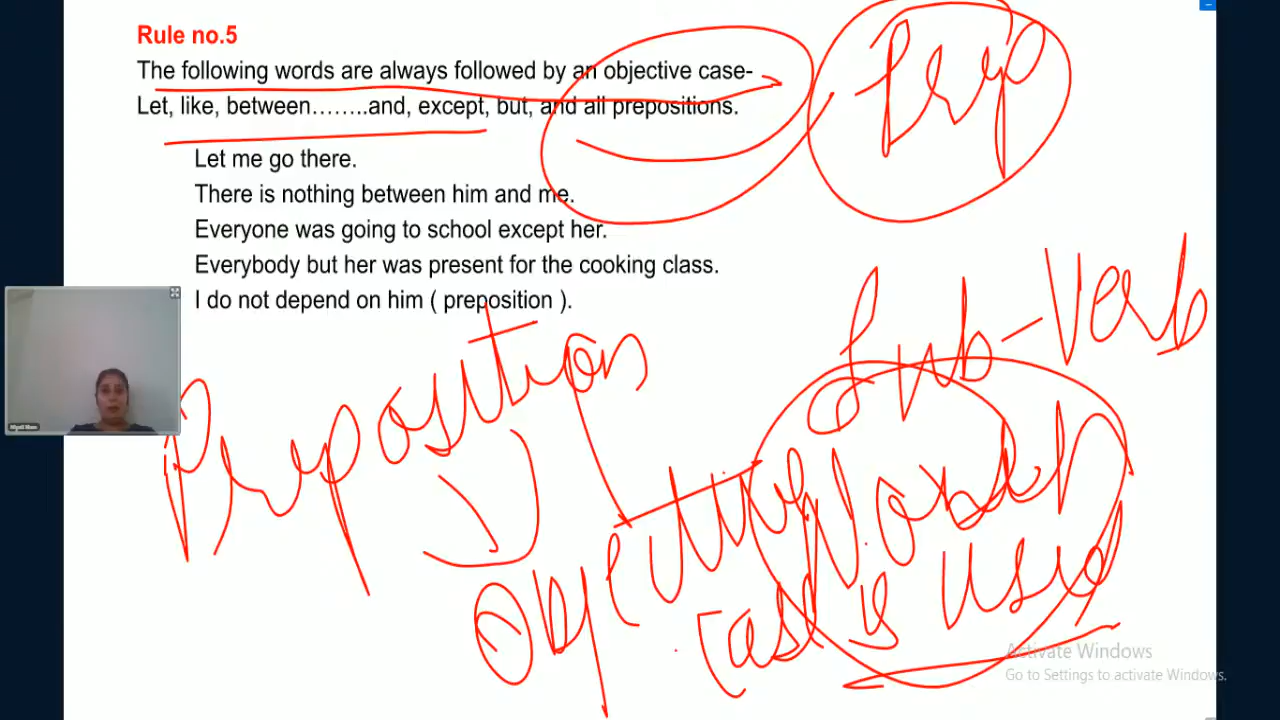 Rule no.5
The following words are always followed by an objective case-
Let, like, between........and, except, but, and all prepositions.
Let me go there.
There is nothing between him and me.
Everyone was going to school except her.
Everybody but her was present for the cooking class.
I do not depend on him ( preposition ).
Prep
Sub-Verb
Preposition
Objective
Case is used
Activate Windows
Go to Settings to activate Windows.